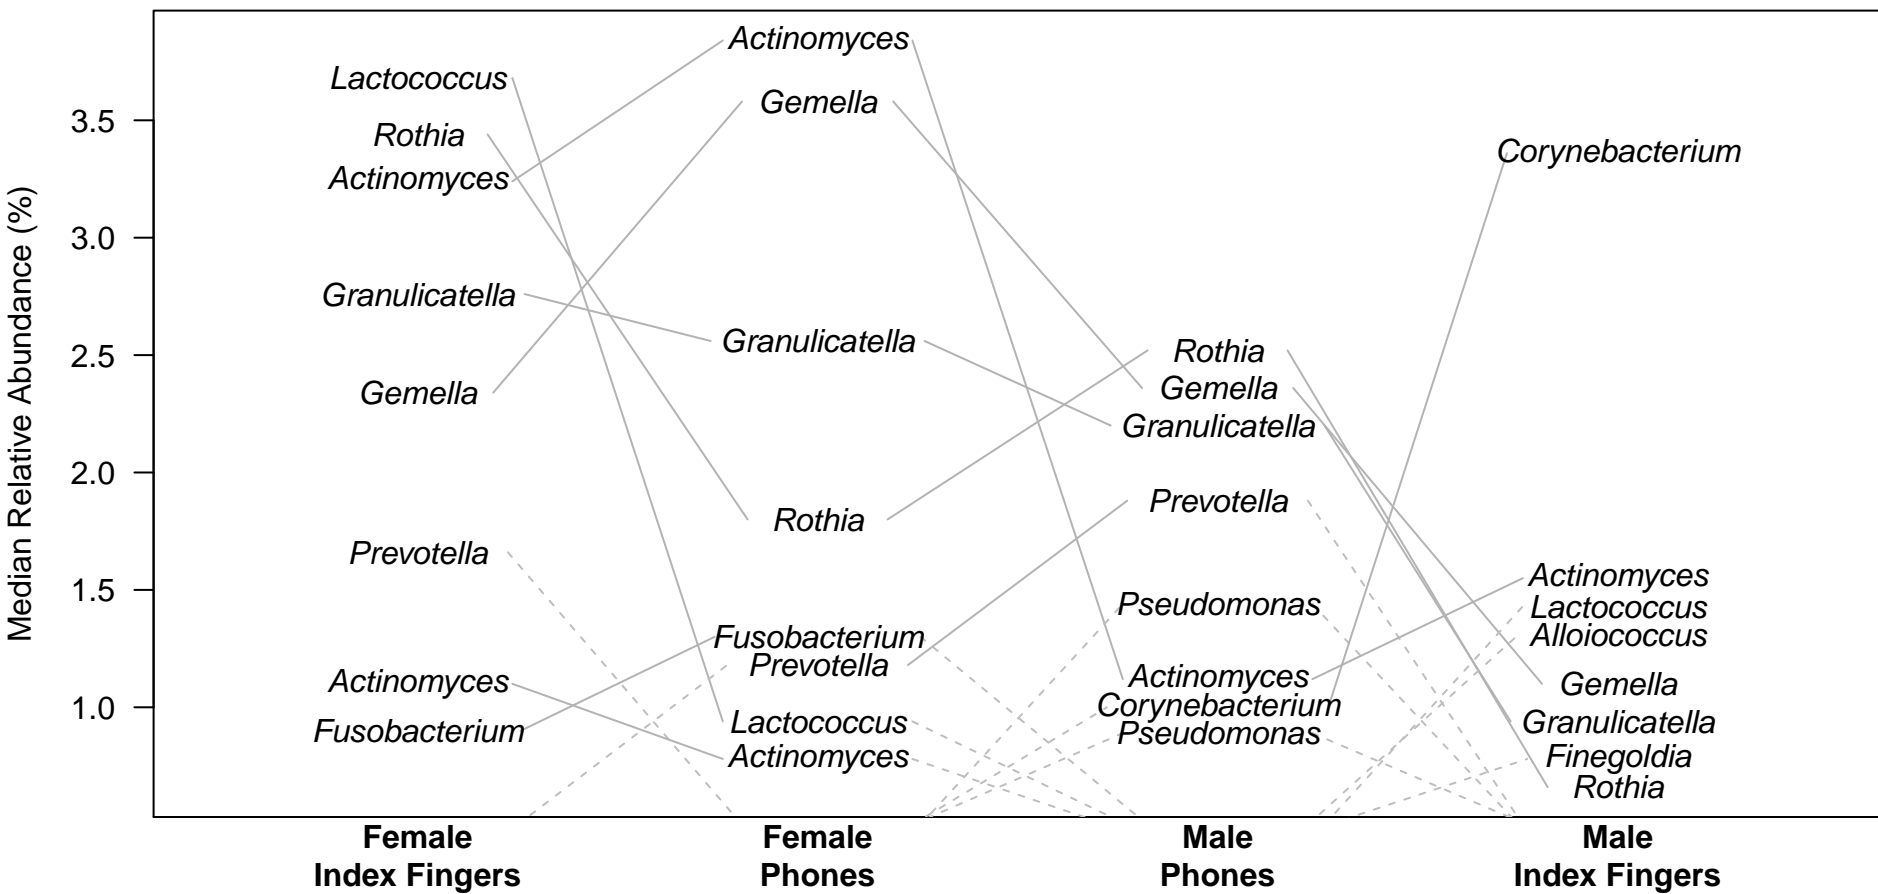 Median Relative Abundance (%)
3.5
3.0
2.5
2.0
1.5
1.0
Lactococcus
Rothia
Actinomyces
Granulicatella
Gemella
Prevotella
Actinomyces
Fusobacterium
Actinomyces
Gemella
Granulicatella
Rothia
Fusobacterium
Prevotella
Lactococcus
Actinomyces
Rothia
Gemella
Granulicatella
Prevotella
Pseudomonas
Actinomyces
Corynebacterium
Pseudomonas
Corynebacterium
Actinomyces
Lactococcus
Alloiococcus
Gemella
Granulicatella
Finegoldia
Rothia
Female
Index Fingers
Female
Phones
Male
Phones
Male
Index Fingers